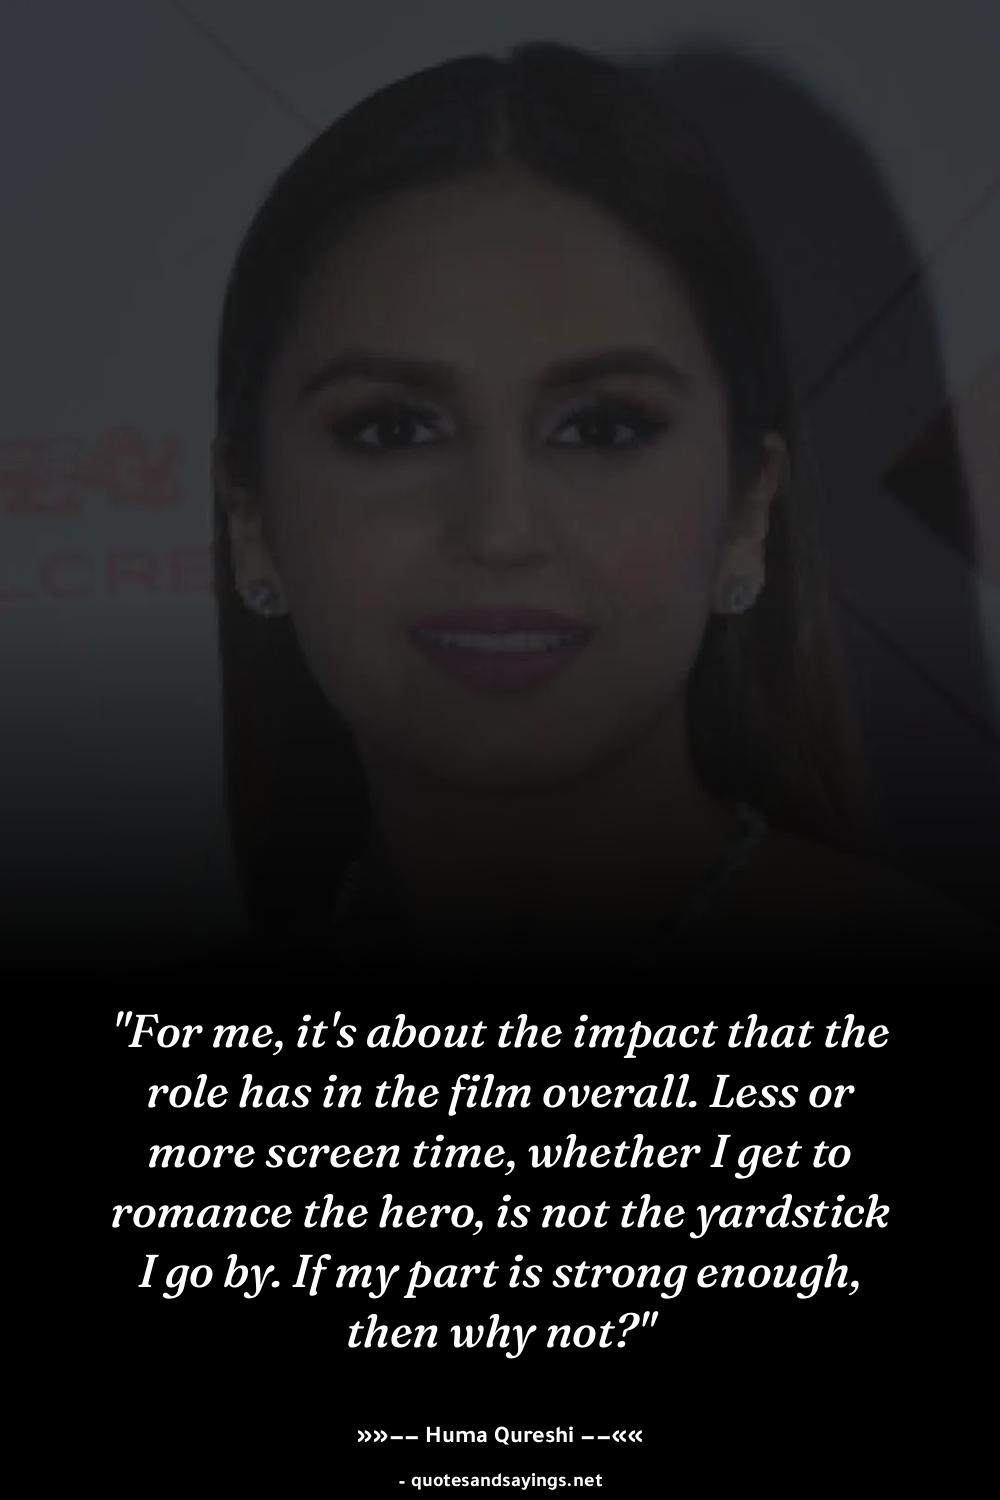 LCRE
"For me, it's about the impact that the
role has in the film overall. Less or
more screen time, whether I get to
romance the hero, is not the yardstick
I go by. If my part is strong enough,
then why not?"
»»−− Huma Qureshi −−««
- quotesandsayings.net